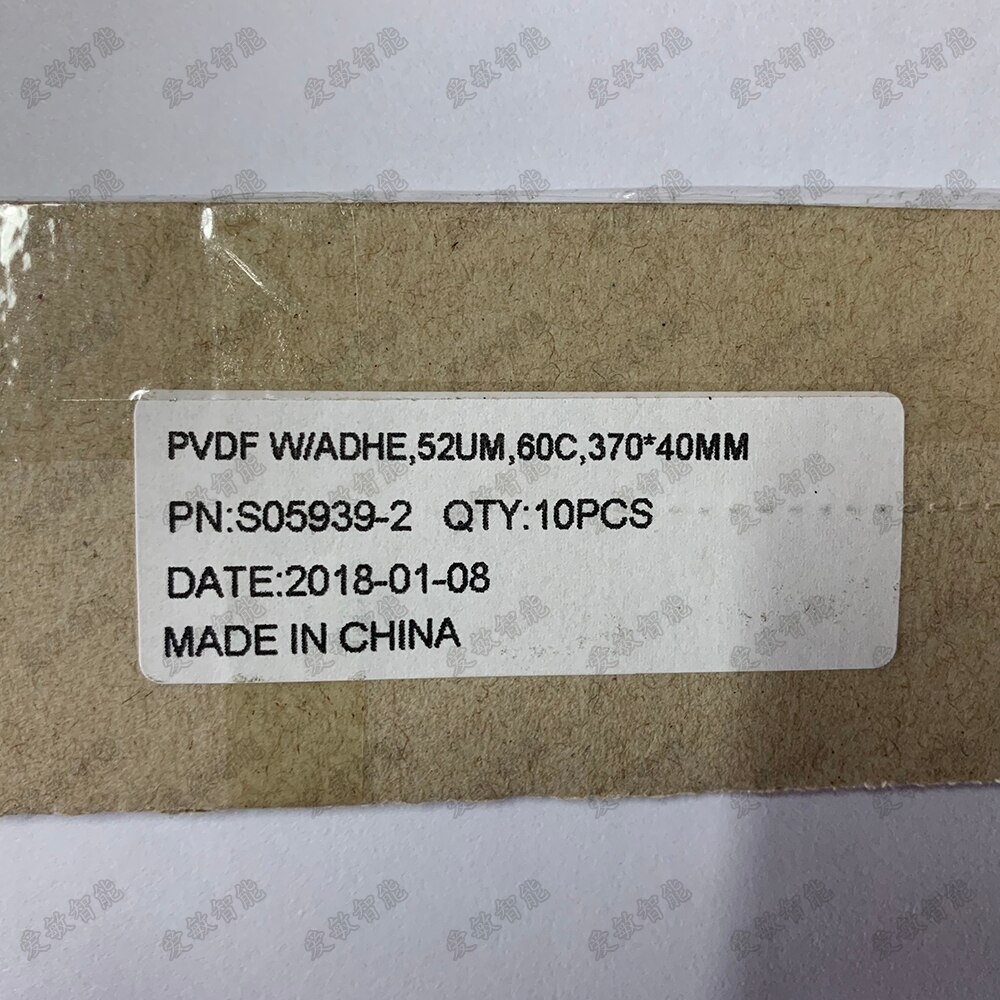 PVDF W/ADHE,52UM,60C,370*40MM
PN:S05939-2 QTY:10PCS
DATE:2018-01-08
MADE IN CHINA
爱敏智能